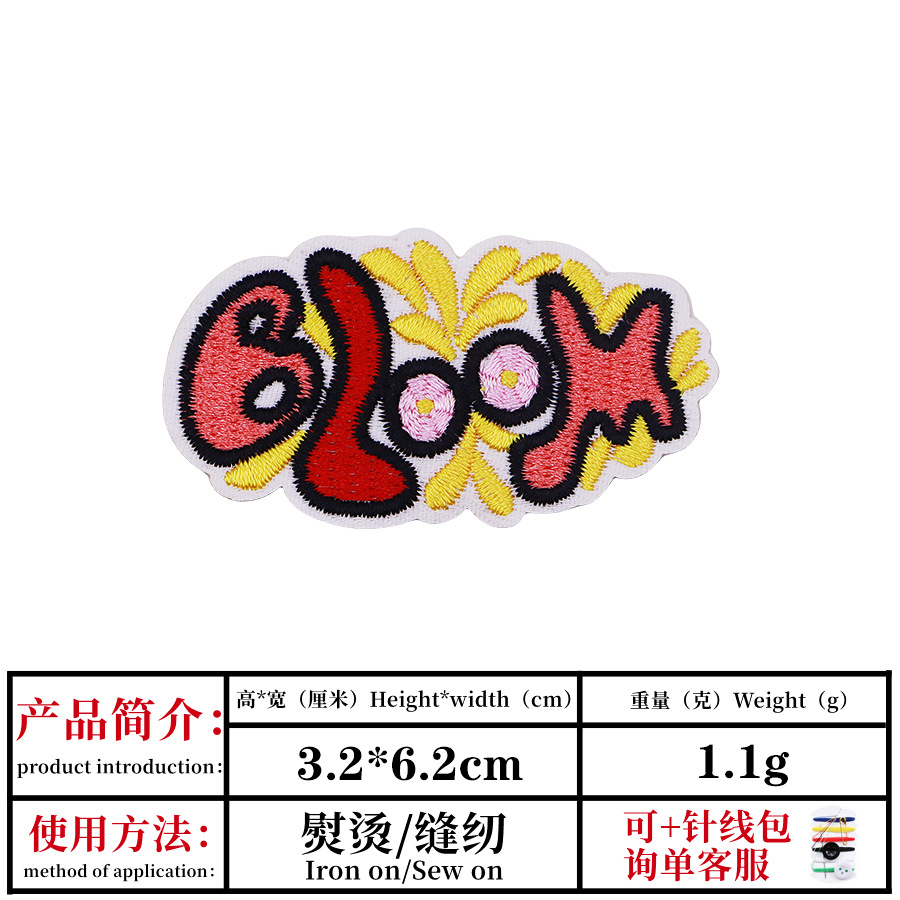 BLOOM
产品简介：
product introduction：
高*宽（厘米）Height*width（cm）
重量（克）Weight（g）
3.2*6.2cm
1.1g
使用方法：
method of application：
熨烫/缝纫
Iron on/Sew on
可+针线包
询单客服